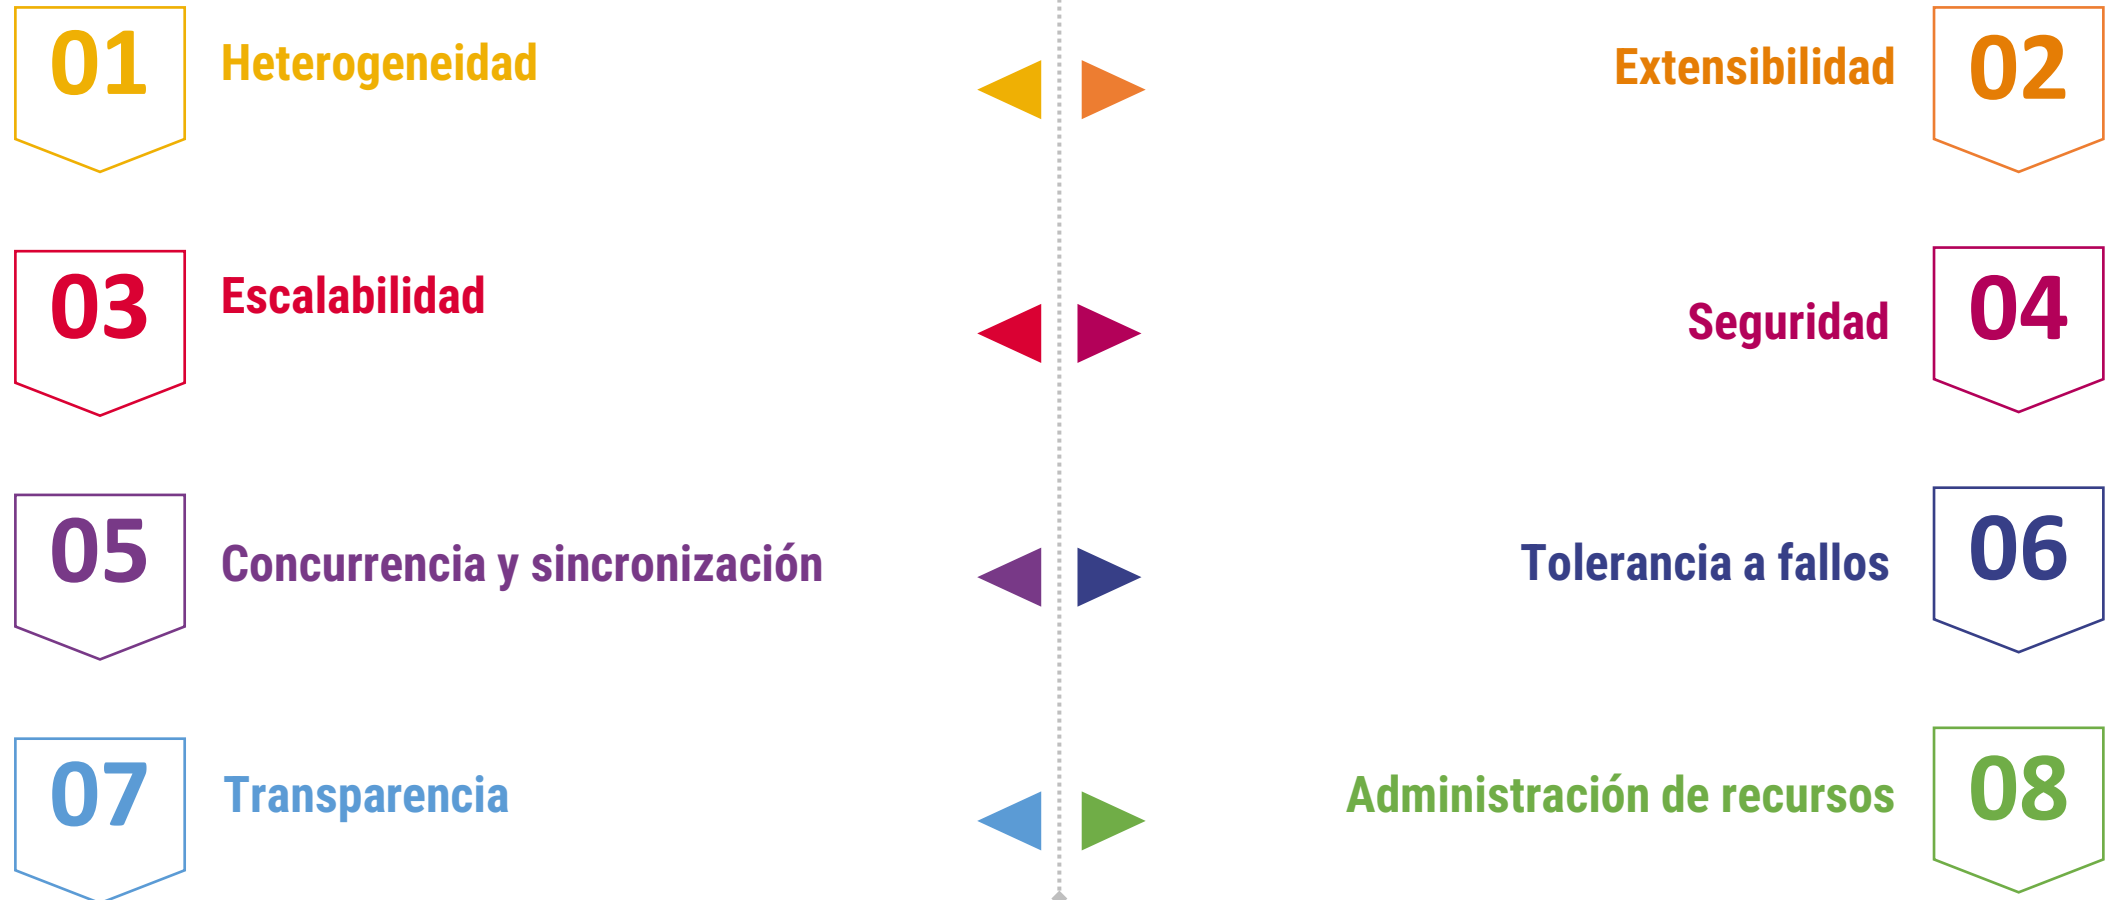 01
Heterogeneidad
Extensibilidad
02
03
Escalabilidad
Seguridad
04
05
Concurrencia y sincronización
Tolerancia a fallos
06
07
Transparencia
Administración de recursos
08